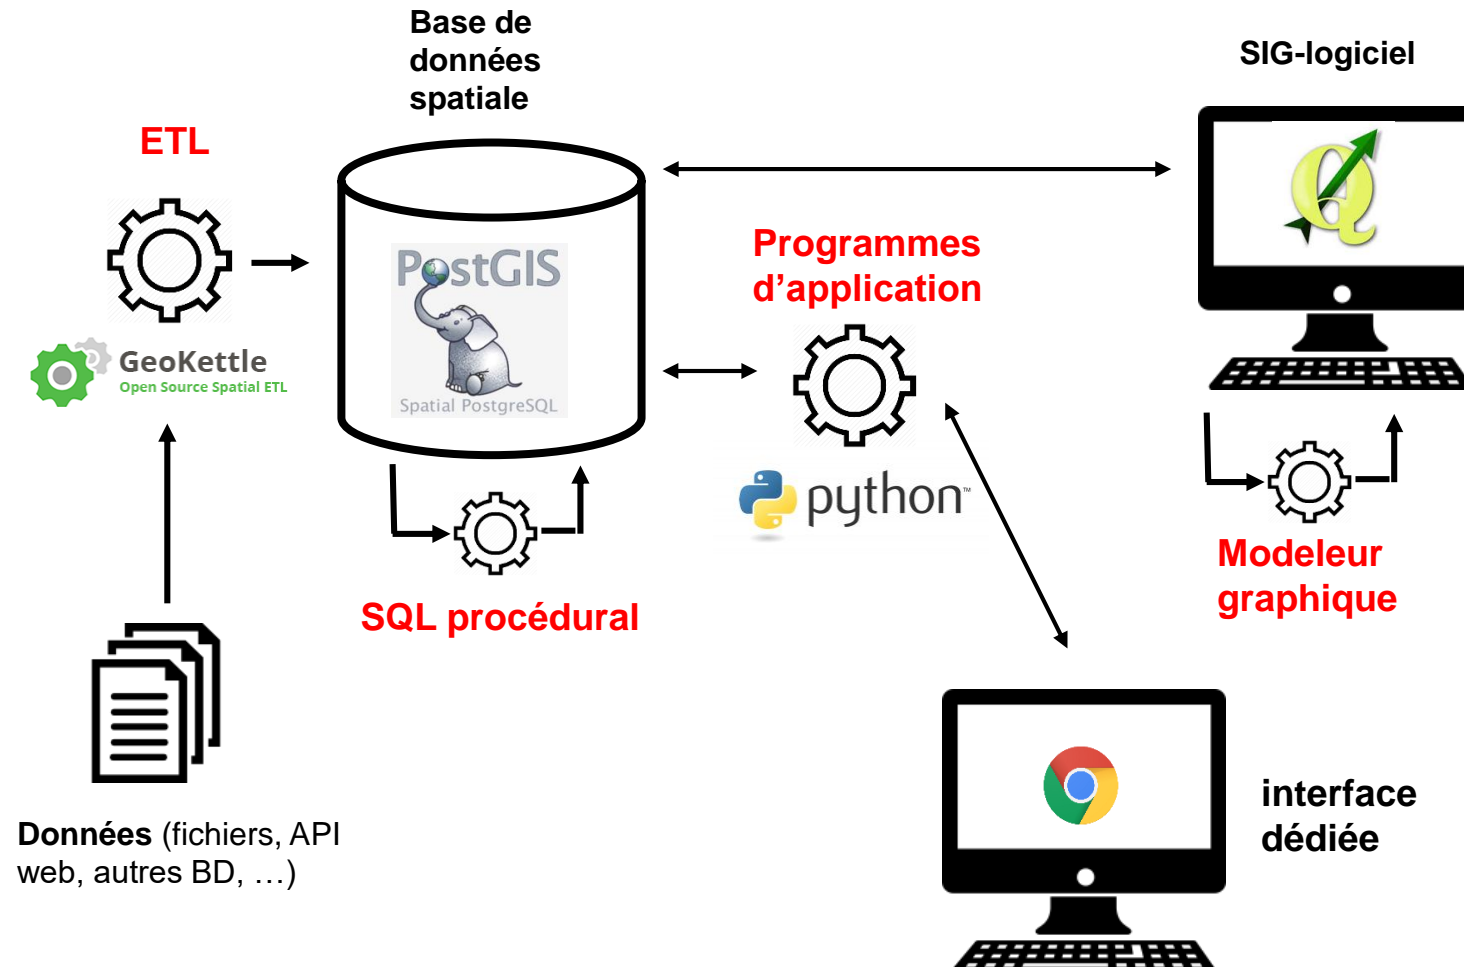 Base de
données
spatiale
SIG-logiciel
ETL
Programmes
d’application
PostGIS
Spatial PostgreSQL
GeoKettle
Open Source Spatial ETL
python™
SQL procédural
Modeleur
graphique
interface
dédiée
Données (fichiers, API
web, autres BD, …)